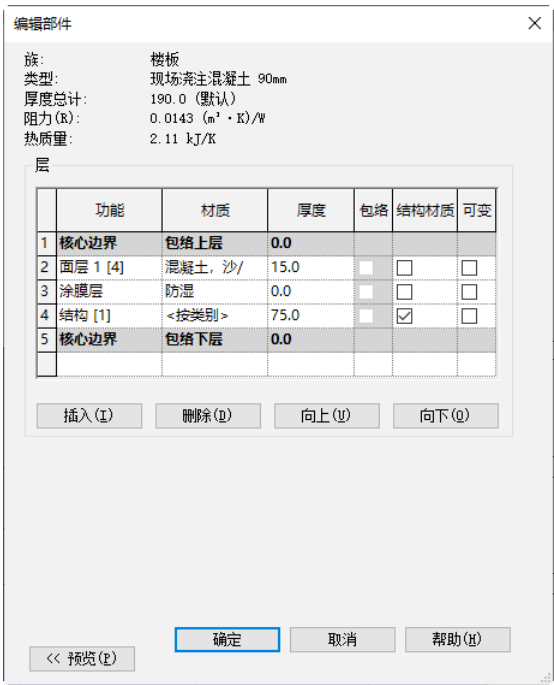 编辑部件
族: 楼板
类型: 现场浇注混凝土 90mm
厚度总计: 190.0 (默认)
阻力(R): 0.0143 (m²·K)/W
热质量: 2.11 kJ/K
层
功能 材质 厚度 包络 结构材质 可变
1 核心边界 包络上层 0.0
2 面层 1 [4] 混凝土, 沙/ 15.0
3 涂膜层 防湿 0.0
4 结构 [1] <按类别> 75.0
5 核心边界 包络下层 0.0
插入(I) 删除(D) 向上(U) 向下(O)
确定 取消 帮助(H)
<< 预览(P)